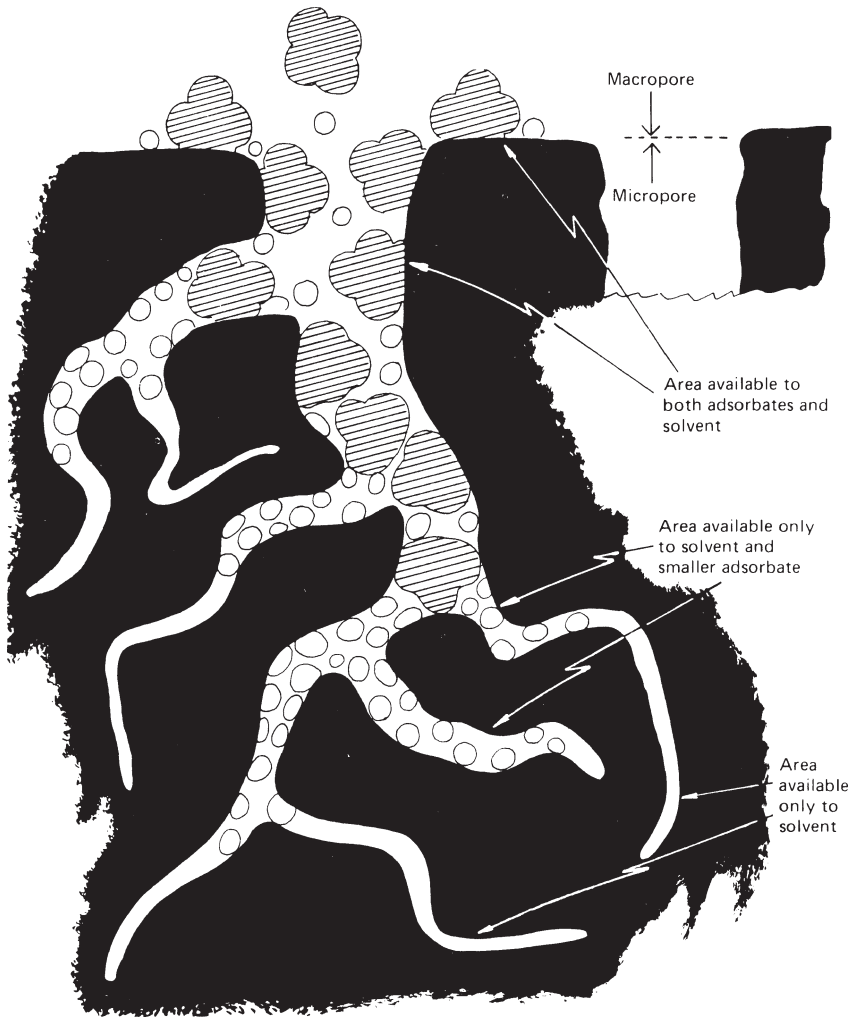 Macropore
Micropore
Area available to
both adsorbates and
solvent
Area available only
to solvent and
smaller adsorbate
Area
available
only to
solvent